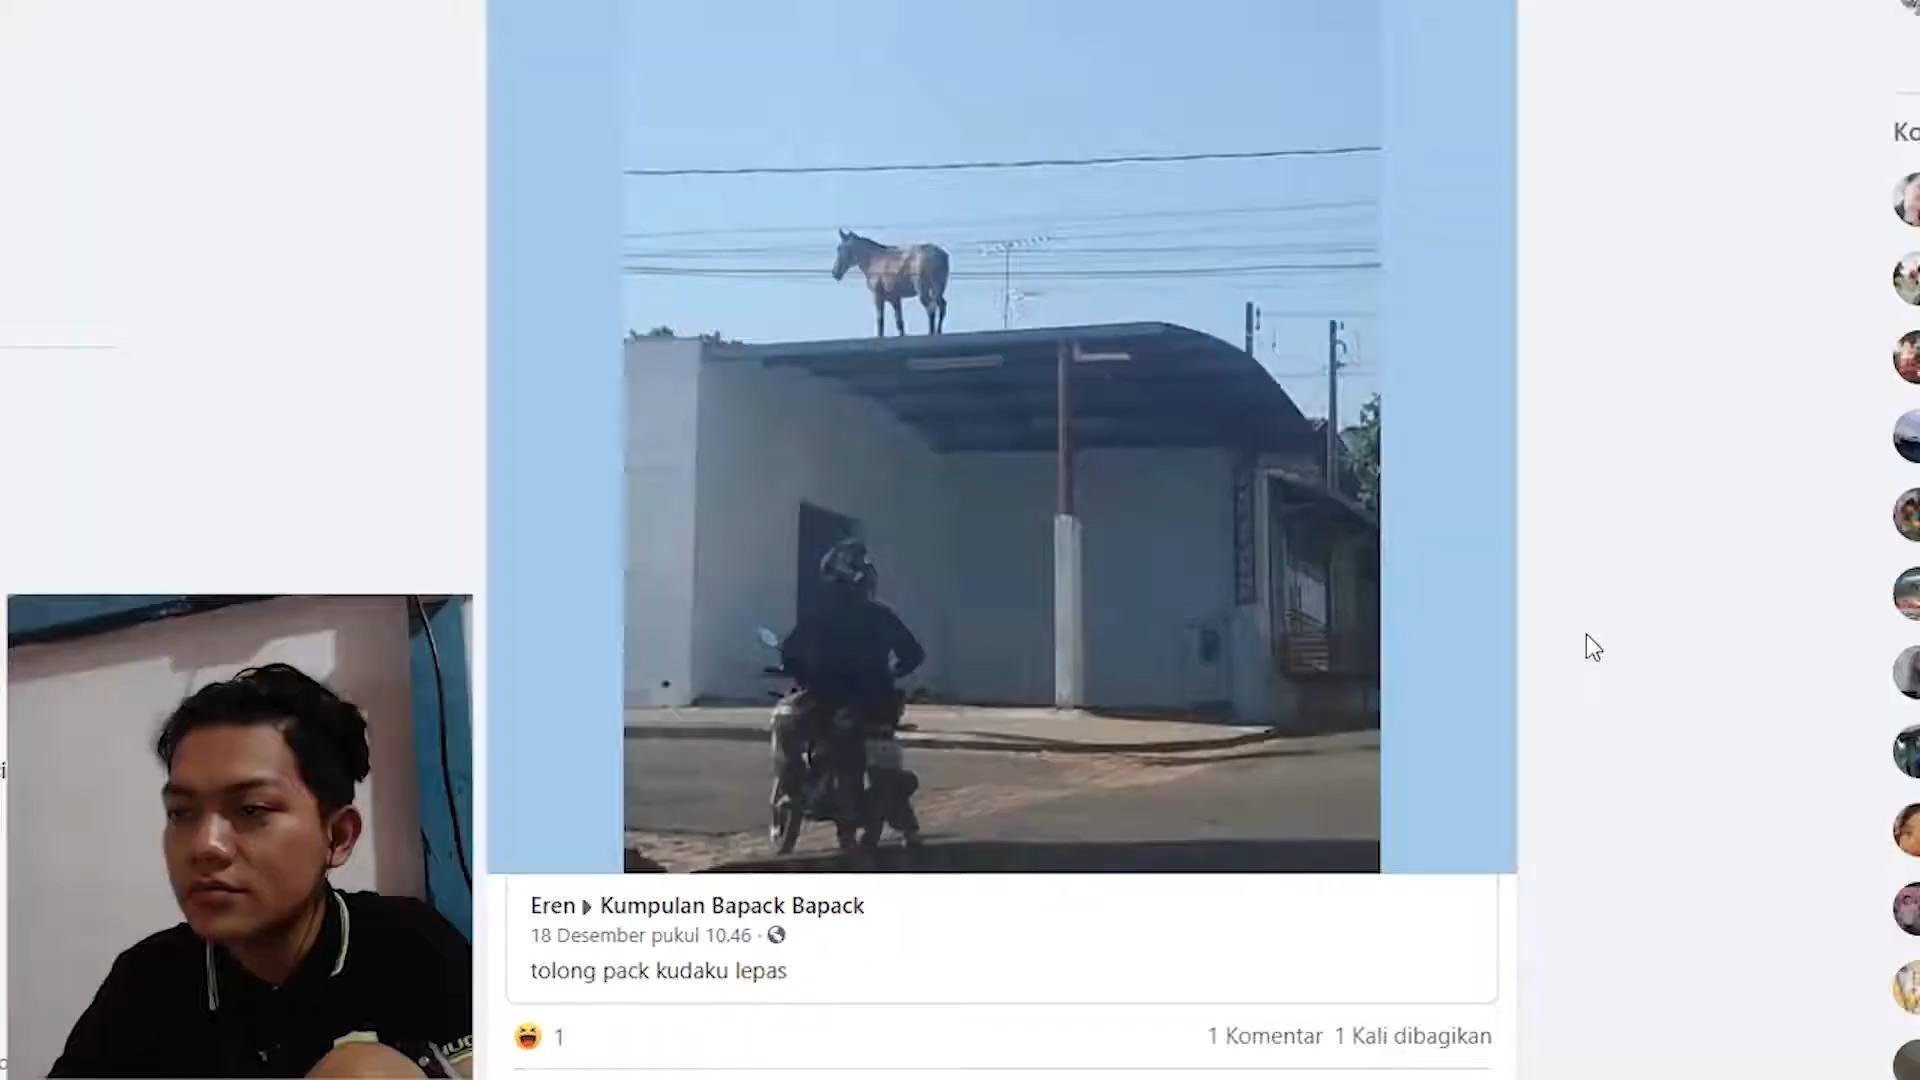 Ko
Eren ▸ Kumpulan Bapack Bapack
18 Desember pukul 10.46 ·
tolong pack kudaku lepas
1
1 Komentar 1 Kali dibagikan